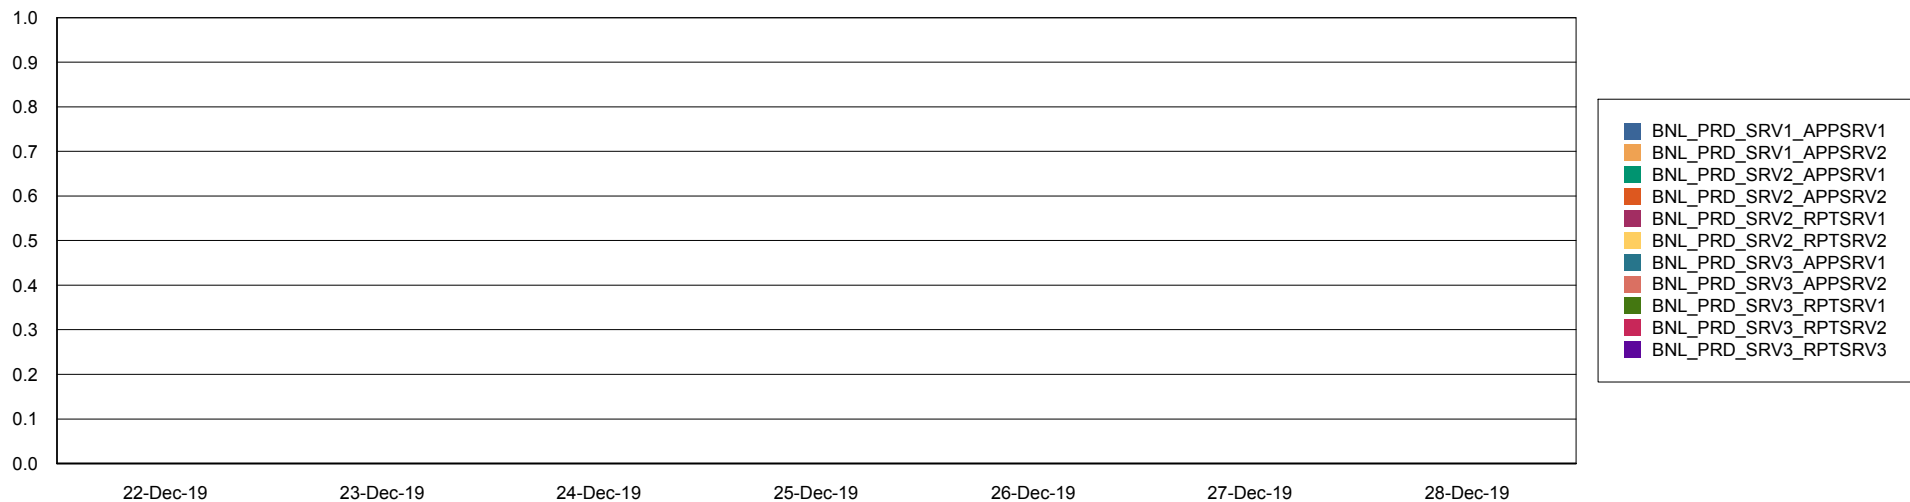 1.0
0.9
0.8
0.7
0.6
0.5
0.4
0.3
0.2
0.1
0.0
22-Dec-19 23-Dec-19 24-Dec-19 25-Dec-19 26-Dec-19 27-Dec-19 28-Dec-19
BNL_PRD_SRV1_APPSRV1
BNL_PRD_SRV1_APPSRV2
BNL_PRD_SRV2_APPSRV1
BNL_PRD_SRV2_APPSRV2
BNL_PRD_SRV2_RPTSRV1
BNL_PRD_SRV2_RPTSRV2
BNL_PRD_SRV3_APPSRV1
BNL_PRD_SRV3_APPSRV2
BNL_PRD_SRV3_RPTSRV1
BNL_PRD_SRV3_RPTSRV2
BNL_PRD_SRV3_RPTSRV3